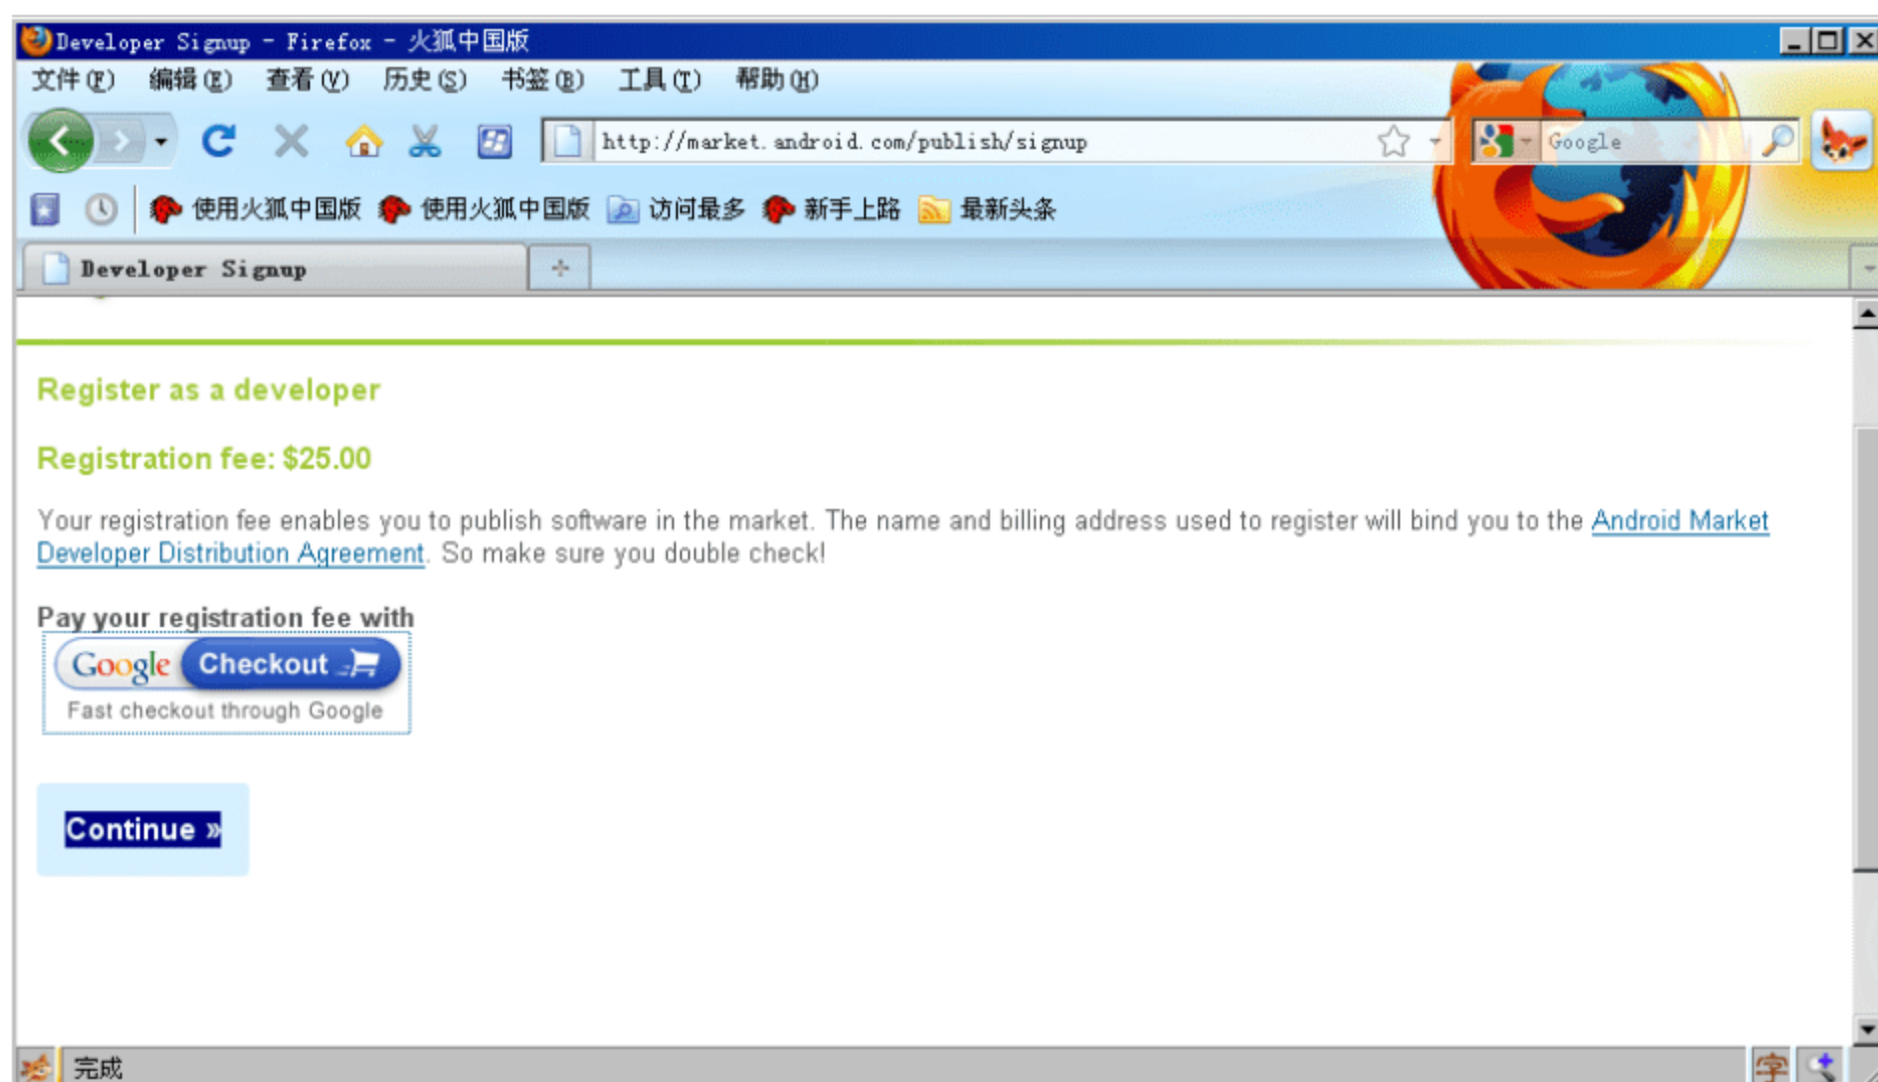 Developer Signup - Firefox - 火狐中国版
文件(F) 编辑(E) 查看(V) 历史(S) 书签(B) 工具(T) 帮助(H)
http://market.android.com/publish/signup Google
使用火狐中国版 使用火狐中国版 访问最多 新手上路 最新头条
Developer Signup
Register as a developer
Registration fee: $25.00
Your registration fee enables you to publish software in the market. The name and billing address used to register will bind you to the Android Market
Developer Distribution Agreement. So make sure you double check!
Pay your registration fee with
Google Checkout
Fast checkout through Google
Continue »
完成 字